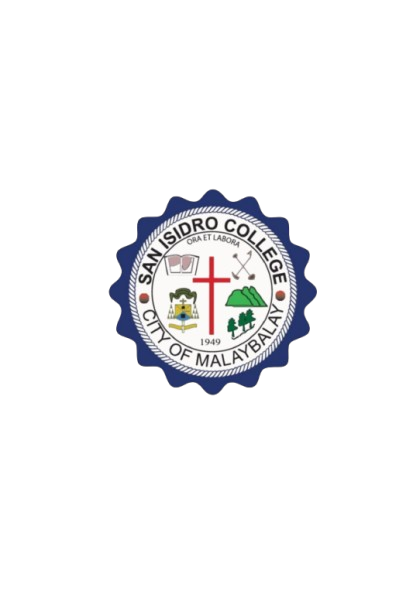 SAN ISIDRO COLLEGE
ORA ET LABORA
1949
CITY OF MALAYBALAY